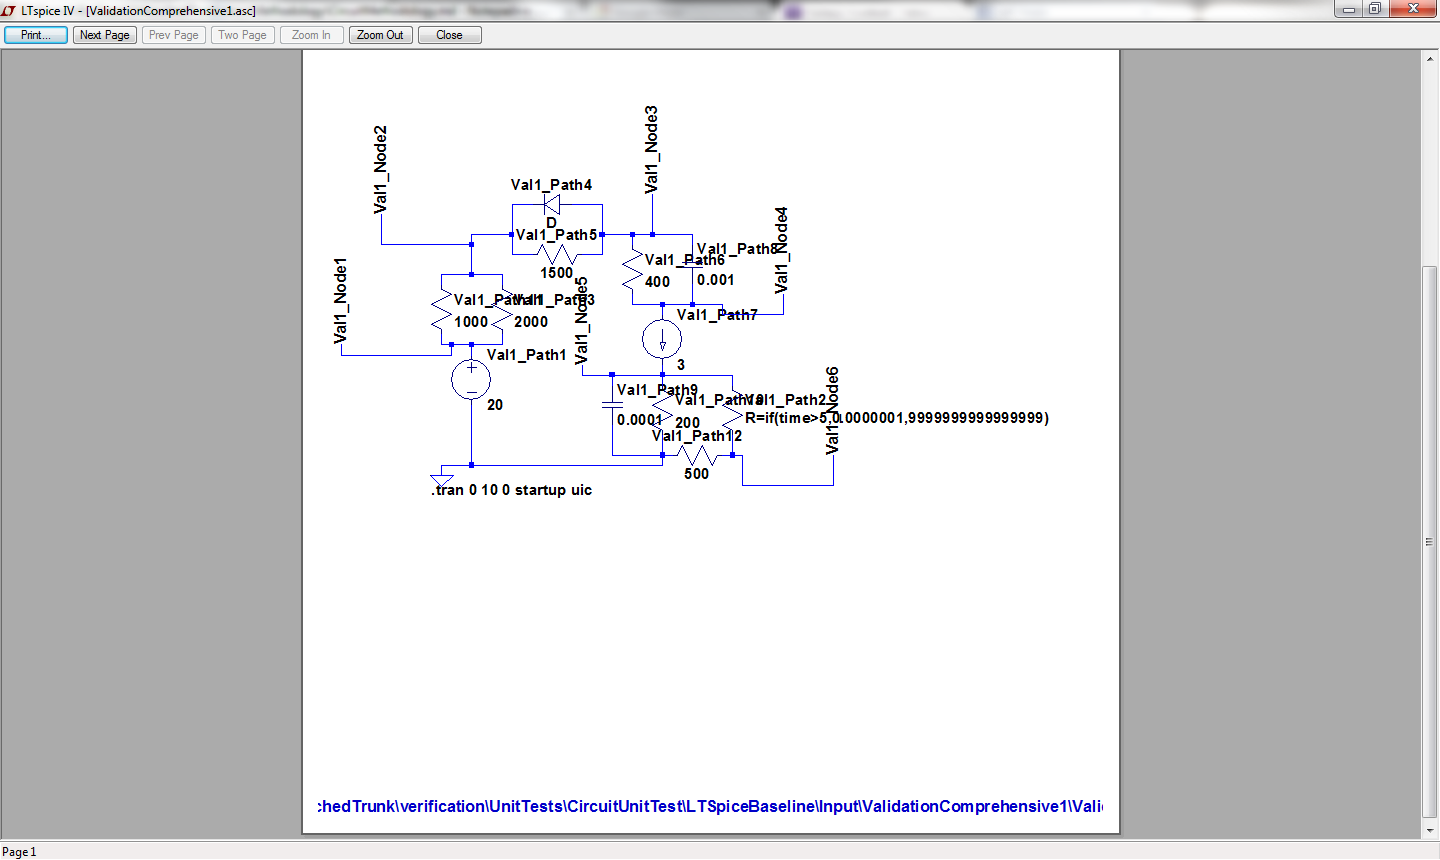 LTspice IV - [ValidationComprehensive1.asc]
Print... Next Page Prev Page Two Page Zoom In Zoom Out Close
Val1_Node3
Val1_Node2
Val1_Path4
D
Val1_Node4
Val1_Path5
1500
Val1_Path8
0.001
Val1_Path6
400
Val1_Node1
Val1_Node5
Val1_Path3
1000
2000
Val1_Path7
3
Val1_Path1
20
Val1_Node6
Val1_Path9
0.0001
200
Val1_Path2
R=if(time>5,0.0000001,9999999999999999)
Val1_Path12
500
.tran 0 10 0 startup uic
chedTrunk\verification\UnitTests\CircuitUnitTest\LTSpiceBaseline\Input\ValidationComprehensive1\Vali
Page 1